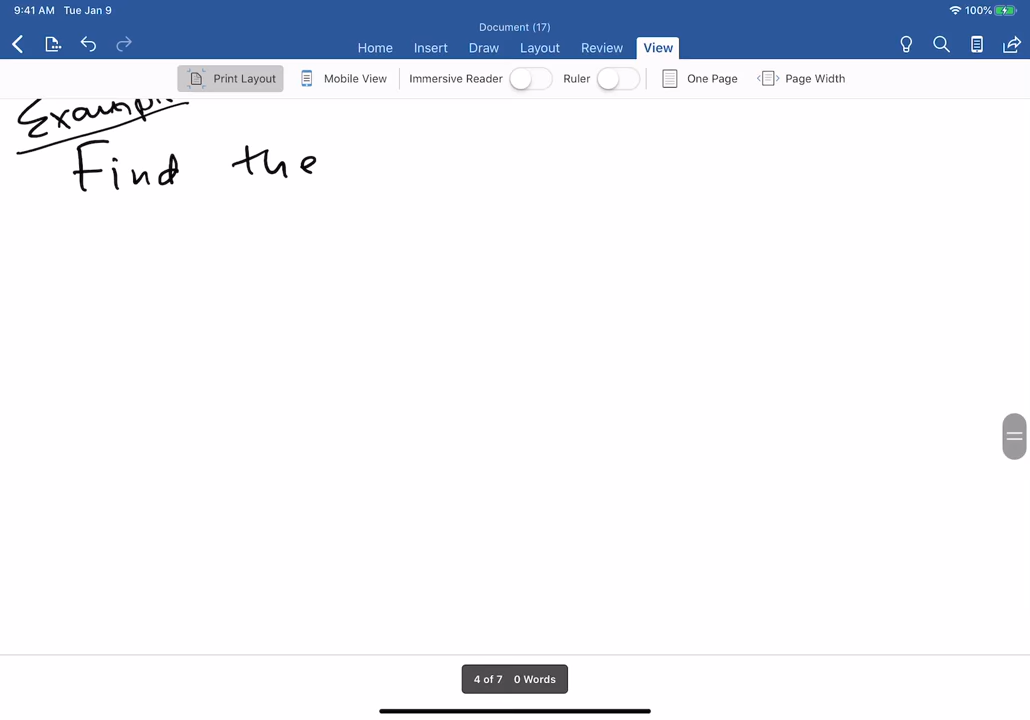 9:41 AM Tue Jan 9 100%
Document (17)
Home Insert Draw Layout Review View
Print Layout Mobile View Immersive Reader Ruler One Page Page Width
Example
Find the
4 of 7 0 Words